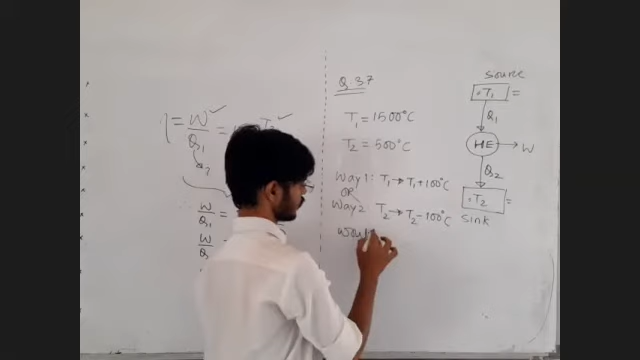 η = W
Q1
W
Q1
W
Q
Q.37
T1 = 1500°C
T2 = 500°C
Way 1: T1 → T1 + 100°C
OR
Way 2 T2 → T2 - 100°C
Source
T1 =
Q1
HE → W
Q2
T2 =
Sink